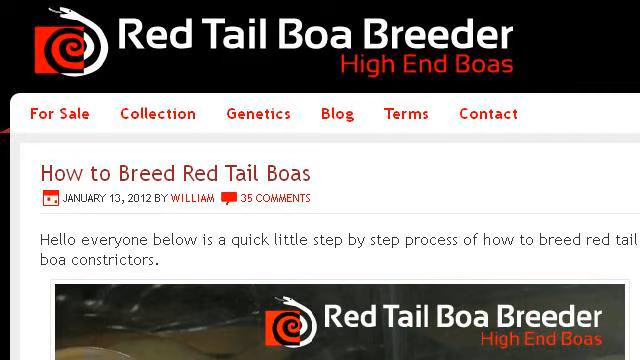 Red Tail Boa Breeder
High End Boas
For Sale Collection Genetics Blog Terms Contact
How to Breed Red Tail Boas
JANUARY 13, 2012 BY WILLIAM 35 COMMENTS
Hello everyone below is a quick little step by step process of how to breed red tail
boa constrictors.
Red Tail Boa Breeder
High End Boas